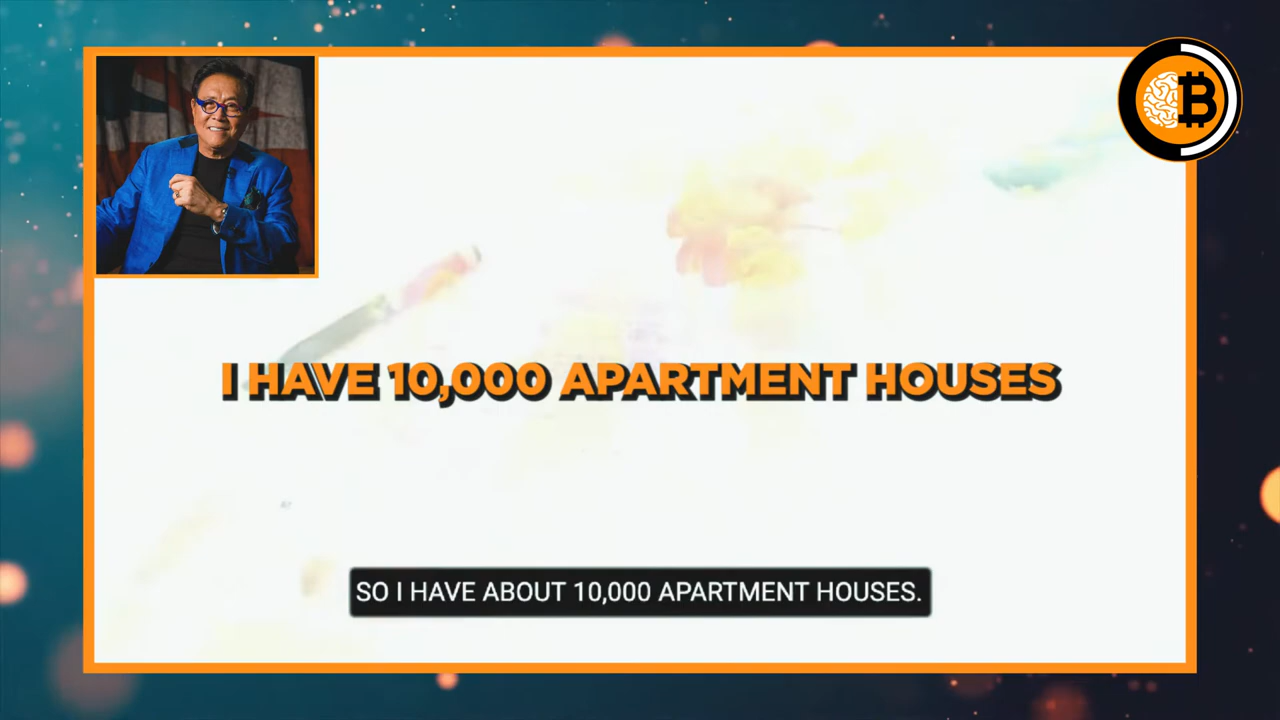 I HAVE 10,000 APARTMENT HOUSES
SO I HAVE ABOUT 10,000 APARTMENT HOUSES.